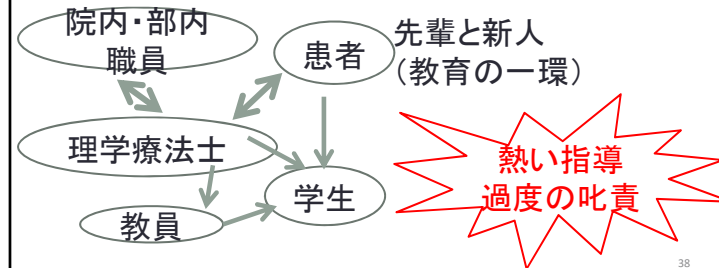 院内・部内
職員
患者
先輩と新人
（教育の一環）
理学療法士
熱い指導
過度の叱責
学生
教員
38